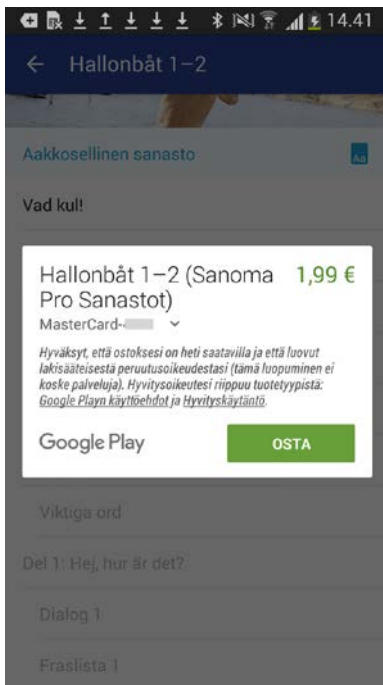 14.41
Hallonbåt 1–2
Aakkosellinen sanasto
Aa
Vad kul!
Hallonbåt 1–2 (Sanoma
Pro Sanastot)
1,99 €
MasterCard-
Hyväksyt, että ostoksesi on heti saatavilla ja että luovut
lakisääteisestä peruutusoikeudestasi (tämä luopuminen ei
koske palveluja). Hyvitysoikeutesi riippuu tuotetyypistä:
Google Playn käyttöehdot ja Hyvityskäytäntö.
Google Play
OSTA
Viktiga ord
Del 1: Hej, hur är det?
Dialog 1
Fraslista 1